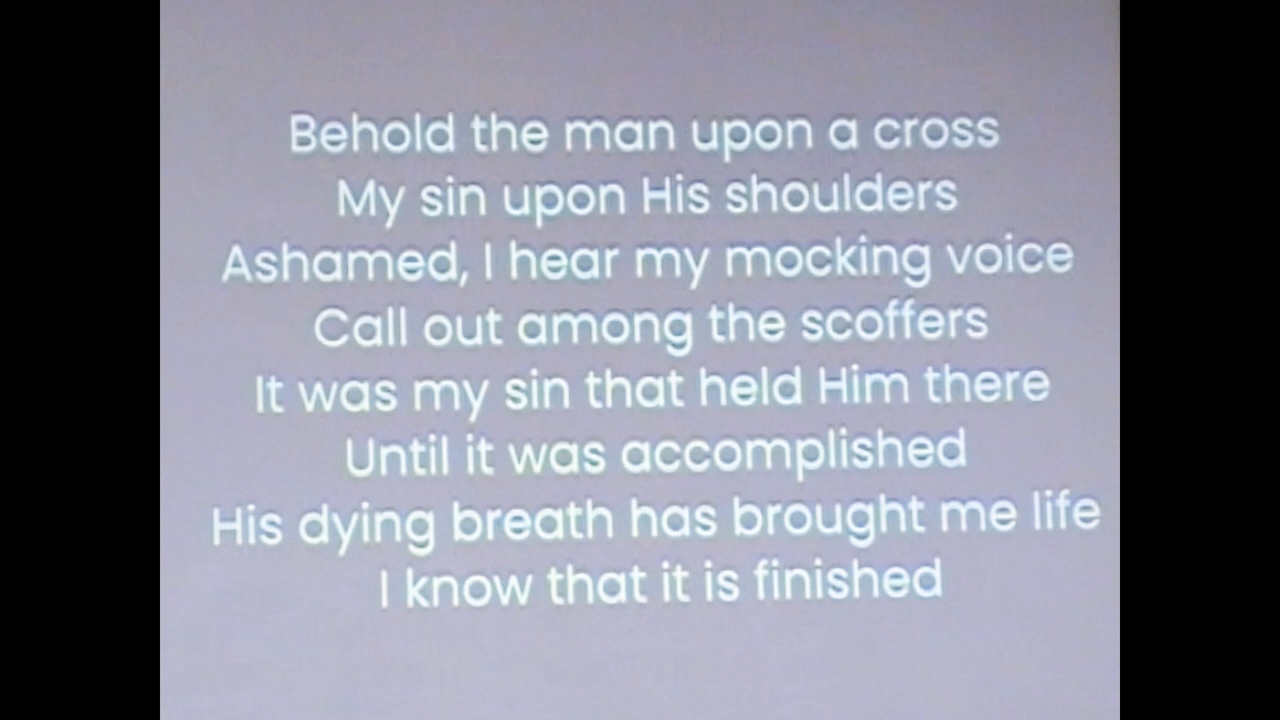 Behold the man upon a cross
My sin upon His shoulders
Ashamed, I hear my mocking voice
Call out among the scoffers
It was my sin that held Him there
Until it was accomplished
His dying breath has brought me life
I know that it is finished